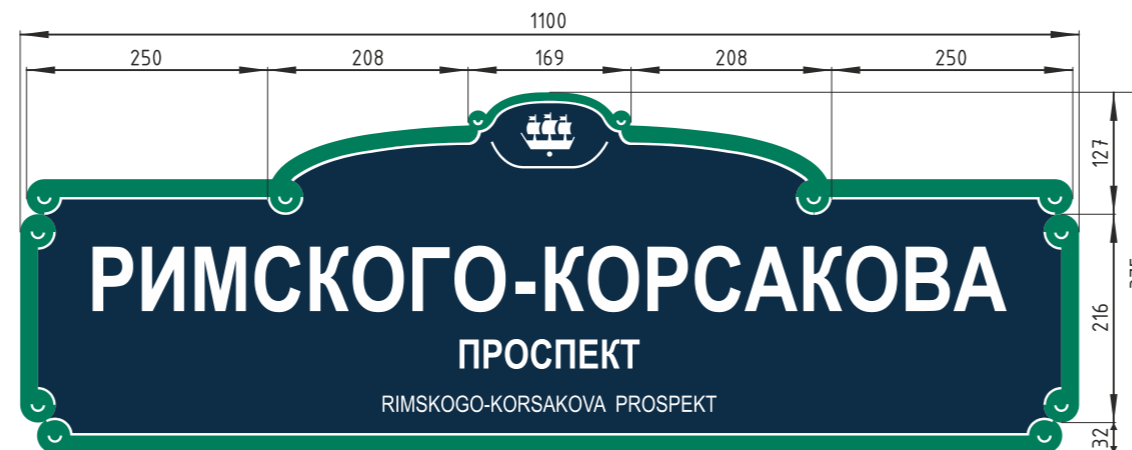 1100
250 208 169 208 250
127
РИМСКОГО-КОРСАКОВА
216
ПРОСПЕКТ
RIMSKOGO-KORSAKOVA PROSPEKT
32